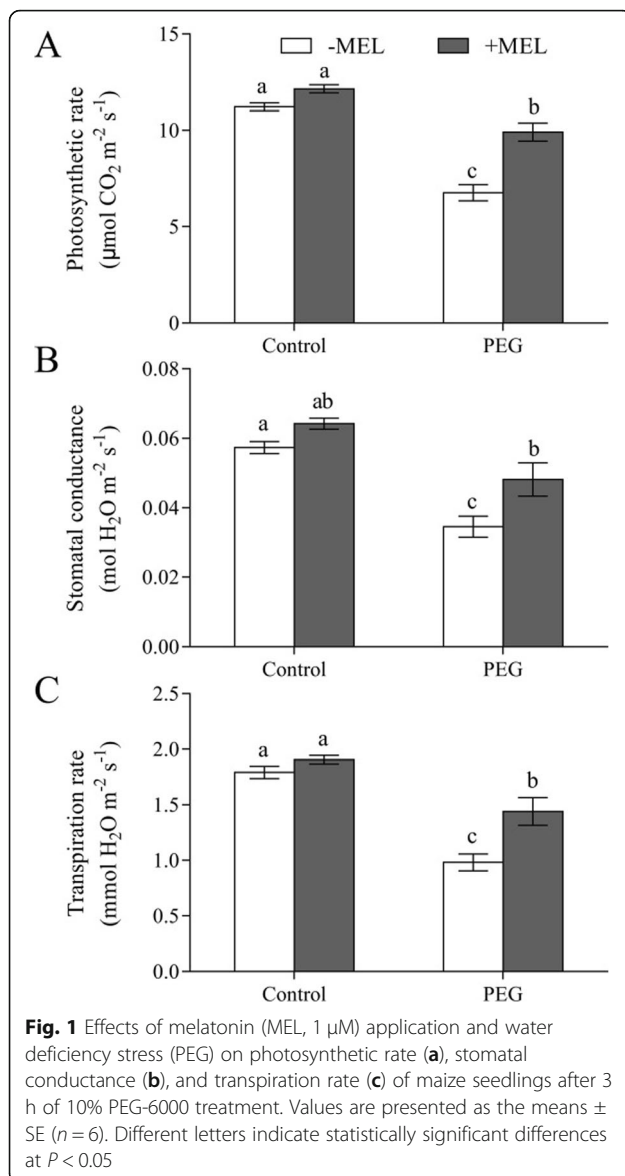 A
-MEL
+MEL
15
10
5
0
Photosynthetic rate
(μmol CO₂ m⁻² s⁻¹)
a
a
c
b
Control
PEG
B
0.08
0.06
0.04
0.02
0.00
Stomatal conductance
(mol H₂O m⁻² s⁻¹)
a
ab
c
b
Control
PEG
C
2.5
2.0
1.5
1.0
0.5
0.0
Transpiration rate
(mmol H₂O m⁻² s⁻¹)
a
a
c
b
Control
PEG
Fig. 1 Effects of melatonin (MEL, 1 μM) application and water
deficiency stress (PEG) on photosynthetic rate (a), stomatal
conductance (b), and transpiration rate (c) of maize seedlings after 3
h of 10% PEG-6000 treatment. Values are presented as the means ±
SE (n = 6). Different letters indicate statistically significant differences
at P < 0.05